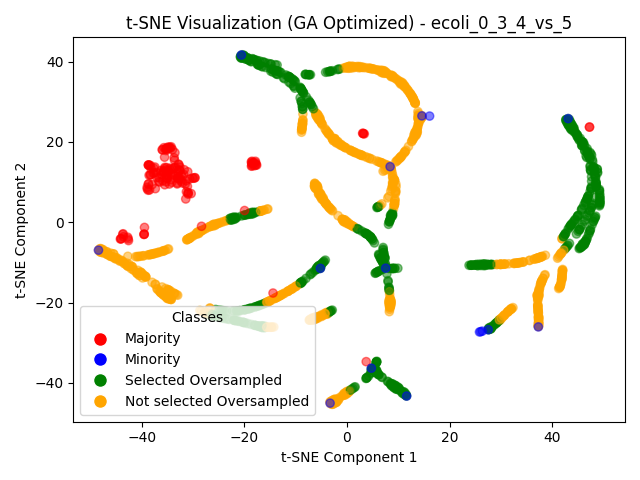 t-SNE Visualization (GA Optimized) - ecoli_0_3_4_vs_5
t-SNE Component 2
40
20
0
−20
−40
Classes
Majority
Minority
Selected Oversampled
Not selected Oversampled
−40
−20
0
20
40
t-SNE Component 1